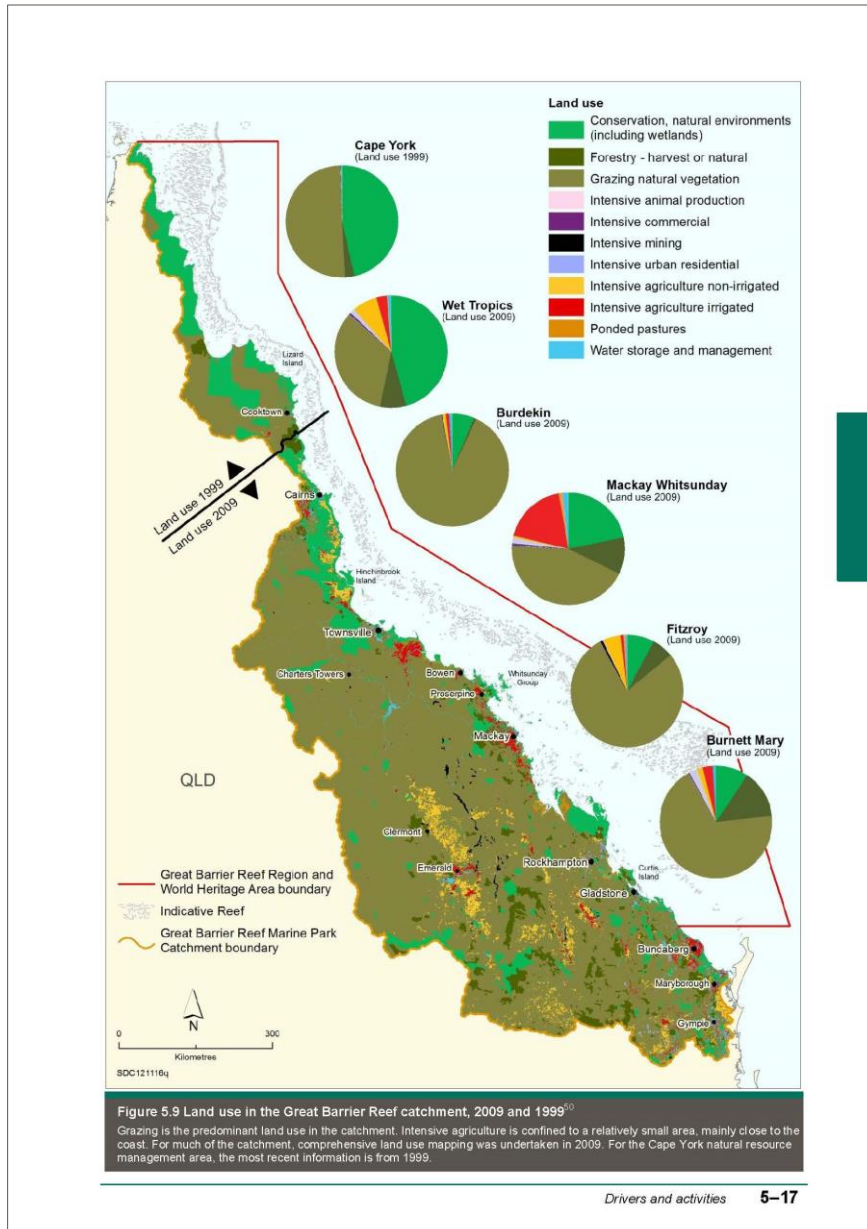 Land use
Conservation, natural environments
(including wetlands)
Forestry - harvest or natural
Grazing natural vegetation
Intensive animal production
Intensive commercial
Intensive mining
Intensive urban residential
Intensive agriculture non-irrigated
Intensive agriculture irrigated
Ponded pastures
Water storage and management
Cape York
(Land use 1999)
Wet Tropics
(Land use 2009)
Burdekin
(Land use 2009)
Mackay Whitsunday
(Land use 2009)
Fitzroy
(Land use 2009)
Burnett Mary
(Land use 2009)
Lizard
Island
Cooktown
Land use 1999
Land use 2009
Cairns
Hinchinbrook
Island
Townsville
Charters Towers
Bowen
Proserpine
Whitsunday
Group
Mackay
QLD
Clermont
Emerald
Rockhampton
Curtis
Island
Gladstone
Bundaberg
Maryborough
Gympie
Great Barrier Reef Region and
World Heritage Area boundary
Indicative Reef
Great Barrier Reef Marine Park
Catchment boundary
N
0 300
Kilometres
SDC121116q
Figure 5.9 Land use in the Great Barrier Reef catchment, 2009 and 1999⁵⁰
Grazing is the predominant land use in the catchment. Intensive agriculture is confined to a relatively small area, mainly close to the
coast. For much of the catchment, comprehensive land use mapping was undertaken in 2009. For the Cape York natural resource
management area, the most recent information is from 1999.
Drivers and activities 5–17